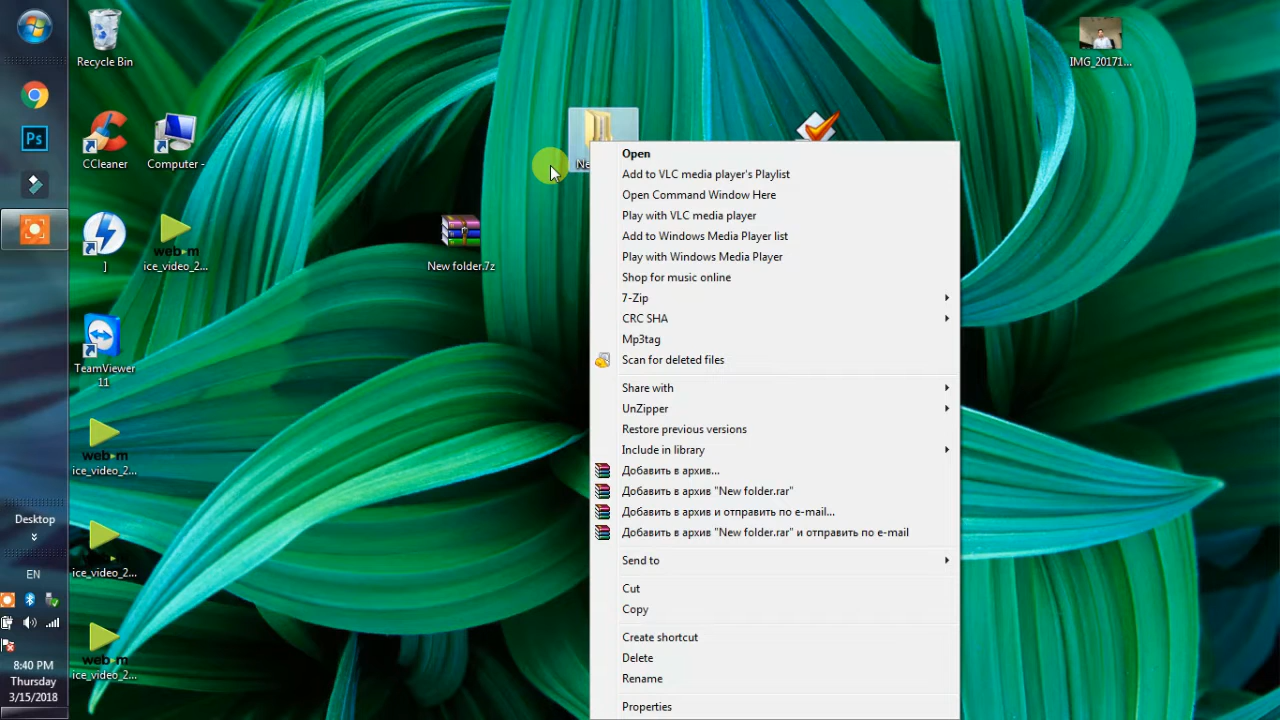 Recycle Bin
IMG_20171...
Ps
CCleaner
Computer -
]
web m
ice_video_2...
New folder.7z
TeamViewer
11
web m
ice_video_2...
ice_video_2...
web m
ice_video_2...
Open
Add to VLC media player's Playlist
Open Command Window Here
Play with VLC media player
Add to Windows Media Player list
Play with Windows Media Player
Shop for music online
7-Zip
CRC SHA
Mp3tag
Scan for deleted files
Share with
UnZipper
Restore previous versions
Include in library
Добавить в архив...
Добавить в архив "New folder.rar"
Добавить в архив и отправить по e-mail...
Добавить в архив "New folder.rar" и отправить по e-mail
Send to
Cut
Copy
Create shortcut
Delete
Rename
Properties
Desktop
EN
8:40 PM
Thursday
3/15/2018